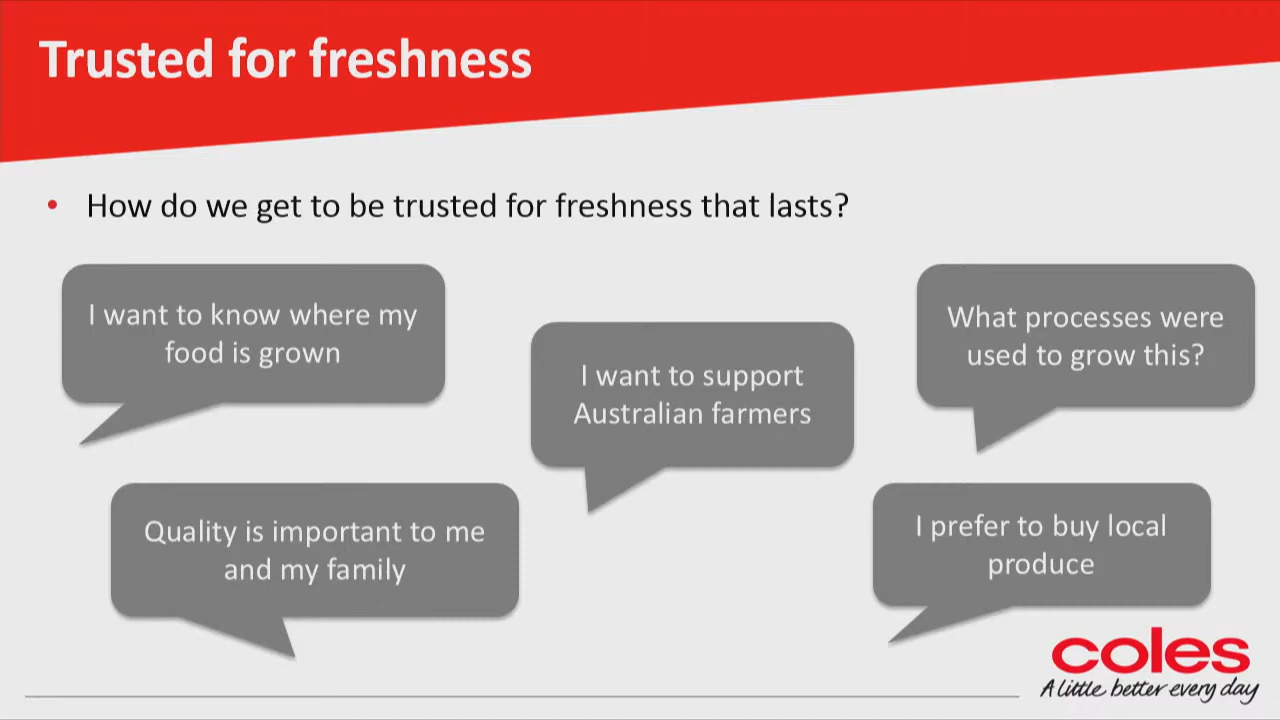 Trusted for freshness
• How do we get to be trusted for freshness that lasts?
I want to know where my
food is grown
I want to support
Australian farmers
What processes were
used to grow this?
Quality is important to me
and my family
I prefer to buy local
produce
coles
A little better every day